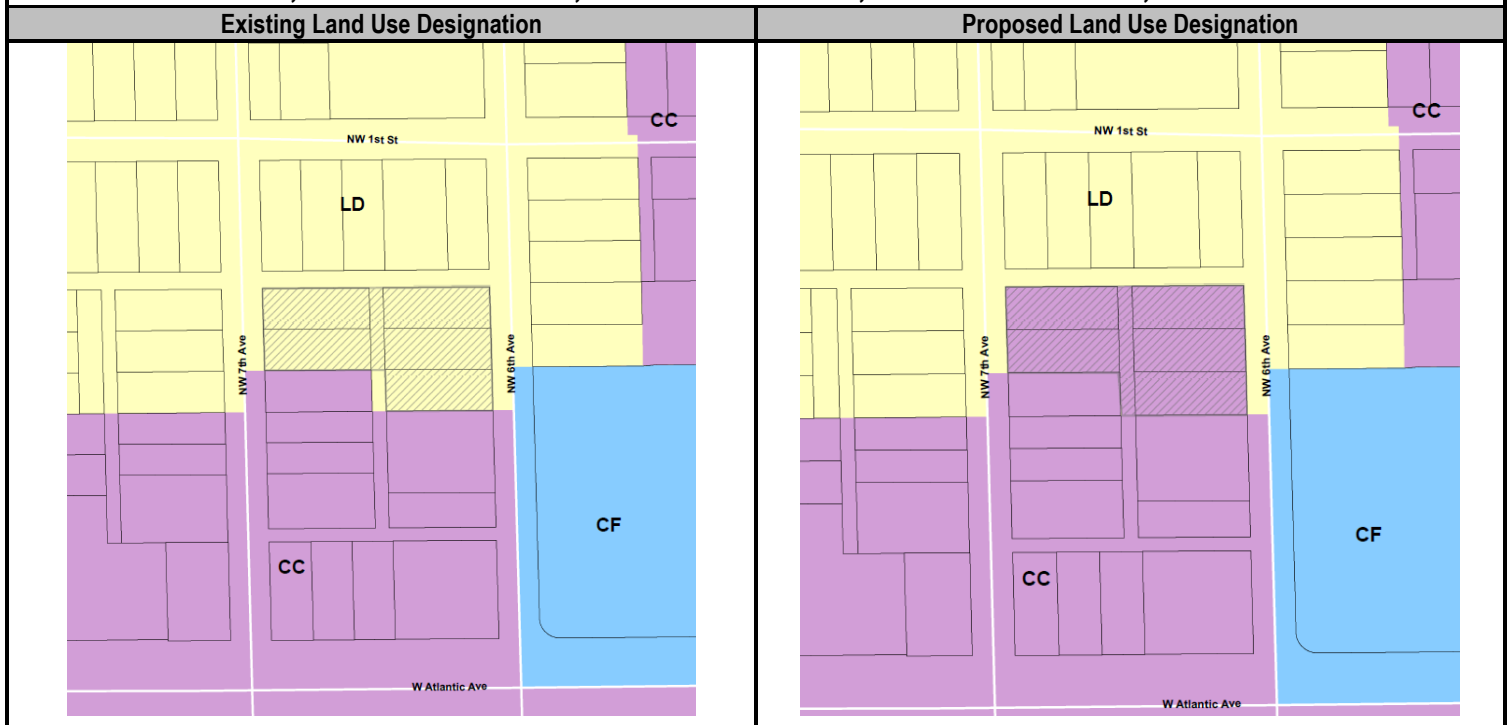 Existing Land Use Designation
Proposed Land Use Designation
CC
NW 1st St
LD
NW 7th Ave
NW 6th Ave
CF
CC
W Atlantic Ave
CC
NW 1st St
LD
NW 7th Ave
NW 6th Ave
CF
CC
W Atlantic Ave